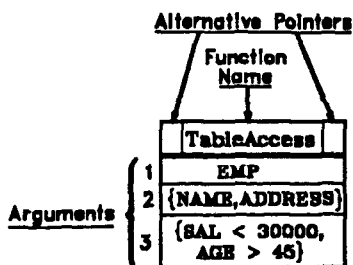 Alternative Pointers
Function
Name
TableAccess
1 EMP
2 {NAME,ADDRESS}
Arguments
3 {SAL < 30000,
AGE > 45}